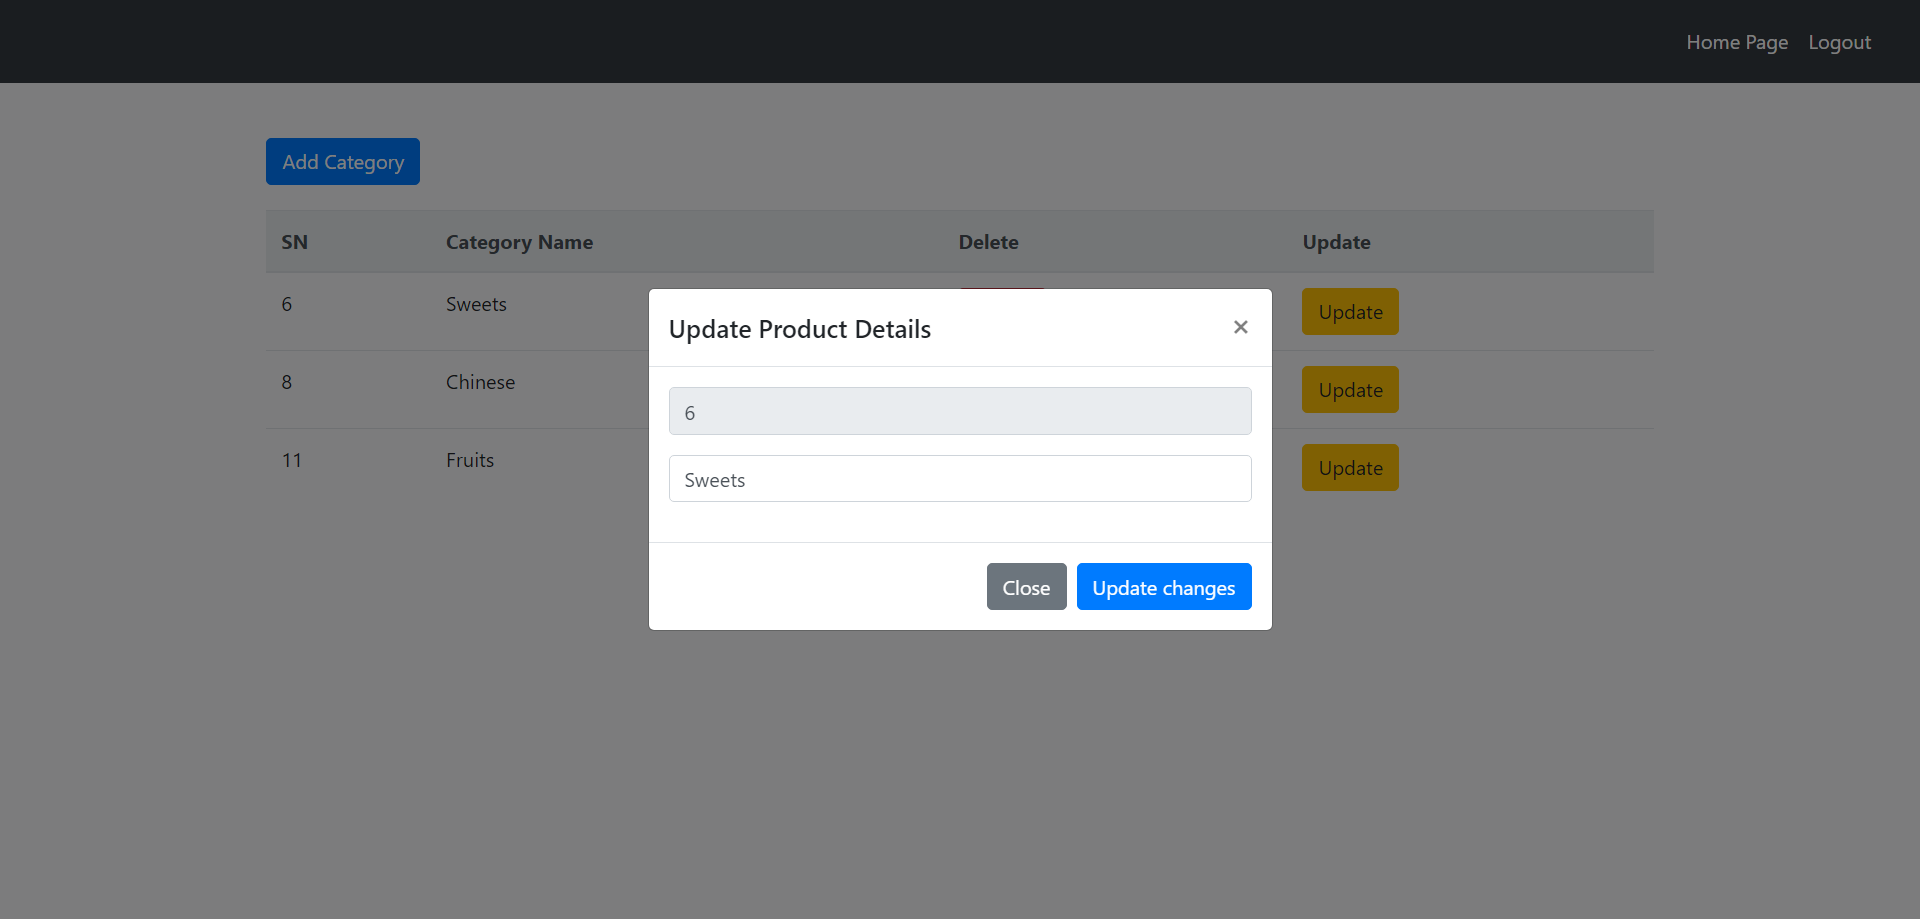 Home Page Logout
Add Category
SN Category Name Delete Update
6 Sweets Update
Update Product Details ×
8 Chinese Update
6
11 Fruits Update
Sweets
Close Update changes